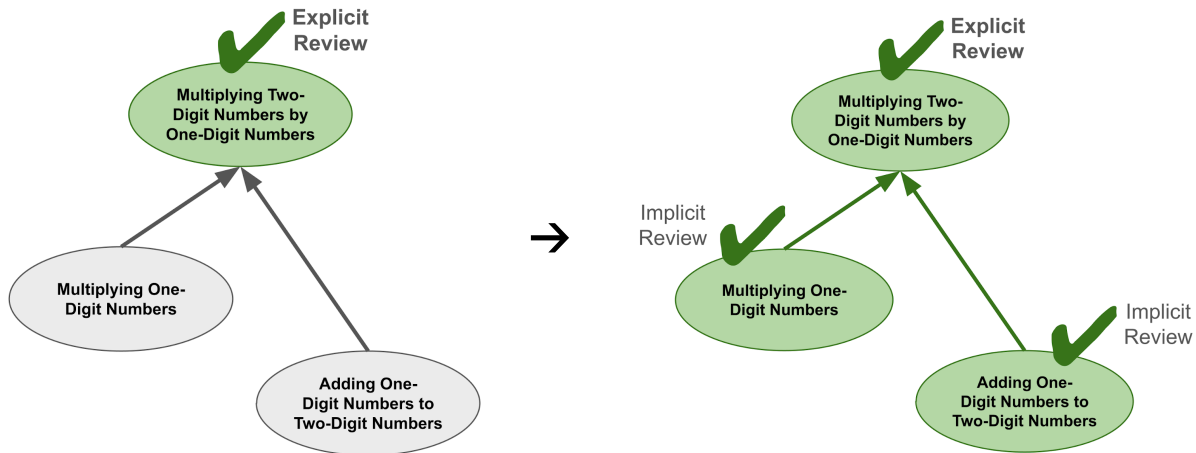 Explicit
Review
Multiplying Two-
Digit Numbers by
One-Digit Numbers
Multiplying One-
Digit Numbers
Adding One-
Digit Numbers to
Two-Digit Numbers
Explicit
Review
Multiplying Two-
Digit Numbers by
One-Digit Numbers
Implicit
Review
Multiplying One-
Digit Numbers
Implicit
Review
Adding One-
Digit Numbers to
Two-Digit Numbers